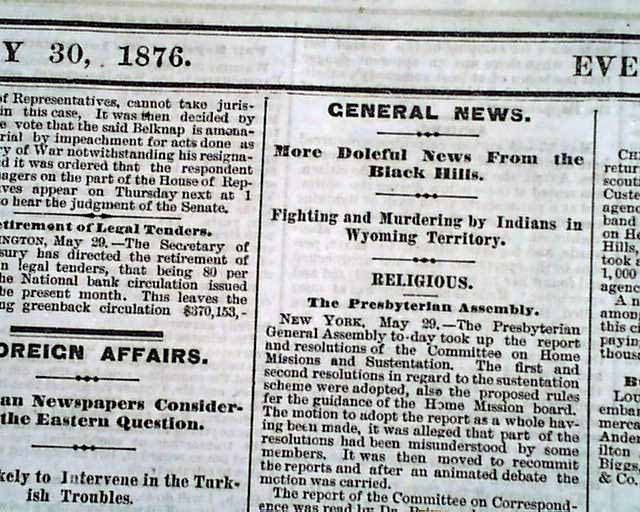 Y 30, 1876.
EVE
of Representatives, cannot take juris-
in this case, It was then decided by
e vote that the said Belknap is amena-
rial by impeachment for acts done as
ry of War notwithstanding his resigna-
d it was ordered that the respondent
agers on the part of the House of Rep-
ves appear on Thursday next at 1
to hear the judgment of the Senate.
etirement of Legal Tenders.
INGTON, May 29.—The Secretary of
sury has directed the retirement of
n legal tenders, that being 80 per
he National bank circulation issued
he present month. This leaves the
ng greenback circulation $370,153,-
OREIGN AFFAIRS.
an Newspapers Consider-
the Eastern Question.
kely to Intervene in the Turk-
ish Troubles.
GENERAL NEWS.
More Doleful News From the
Black Hills.
Fighting and Murdering by Indians in
Wyoming Territory.
RELIGIOUS.
The Presbyterian Assembly.
NEW YORK, May 29.—The Presbyterian
General Assembly to-day took up the report
and resolutions of the Committee on Home
Missions and Sustentation. The first and
second resolutions in regard to the sustentation
scheme were adopted, also the proposed rules
fer the guidance of the Home Mission board.
The motion to adopt the report as a whole hav-
ing been made, it was alleged that part of the
resolutions had been misunderstood by some
members. It was then moved to recommit
the reports and after an animated debate the
motion was carried.
The report of the Committee on Correspond-
ence was read by Dr.
CH
retur
scout
Custe
agenc
band
on He
Hills,
took a
1,000
agenc
A n
among
this ci
paying
thous
B
Lou
emba
merca
Ander
ilton
Biggs,
& Co.